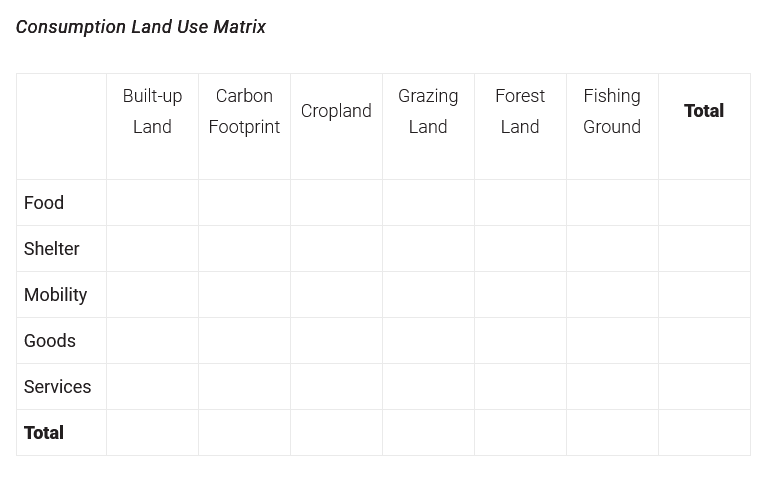 Consumption Land Use Matrix
Built-up Carbon Cropland Grazing Forest Fishing Total
Land Footprint Land Land Ground
Food
Shelter
Mobility
Goods
Services
Total